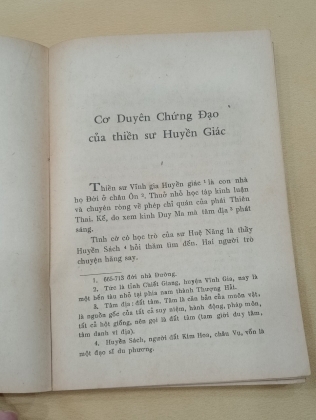 Cơ Duyên Chứng Đạo
của thiền sư Huyền Giác
I
Thiền sư Vĩnh gia Huyền giác 1 là con nhà
họ Đới ở châu Ôn 2. Thuở nhỏ học tập kinh luận
và chuyên ròng về phép chỉ quán của phái Thiên
Thai. Kế, do xem kinh Duy Ma mà tâm địa 3 phát
sáng.
Tình cờ có học trò của Huệ Năng là thầy
Huyền Sách 4 hỏi thăm tìm đến. Hai người trò
chuyện hăng say.
1. 665-713 đời nhà Đường.
2. Tức là tỉnh Chiết Giang, huyện Vĩnh Gia, nay là
một bến tàn nhỏ tại phía nam thành Thượng Hải.
3. Tâm địa : đất tâm. Tâm là căn bản của muôn vật,
là nguồn gốc của tất cả suy niệm, hành động, pháp môn,
tất cả hột giống, nên gọi là đất tâm (tam giới duy tâm,
tâm danh vi địa).
4. Huyền Sách, người đất Kim Hoa, châu Vụ, vốn là
một đạo sĩ du phương.